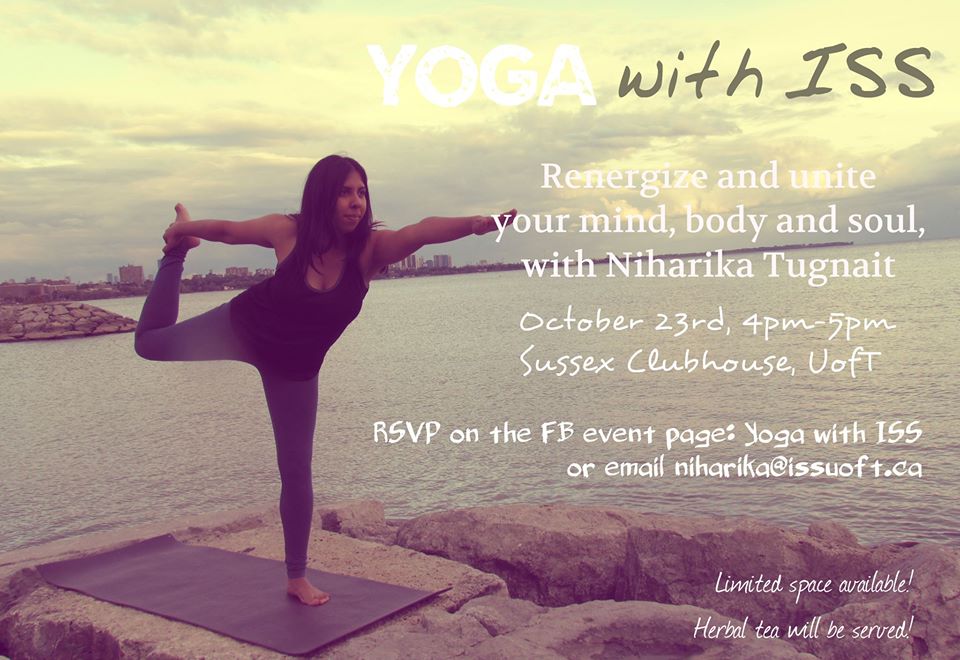 YOGA with ISS
Renergize and unite
your mind, body and soul,
with Niharika Tugnait
October 23rd, 4pm-5pm
Sussex Clubhouse, UofT
RSVP on the FB event page: Yoga with ISS
or email niharika@issuoft.ca
Limited space available!
Herbal tea will be served!